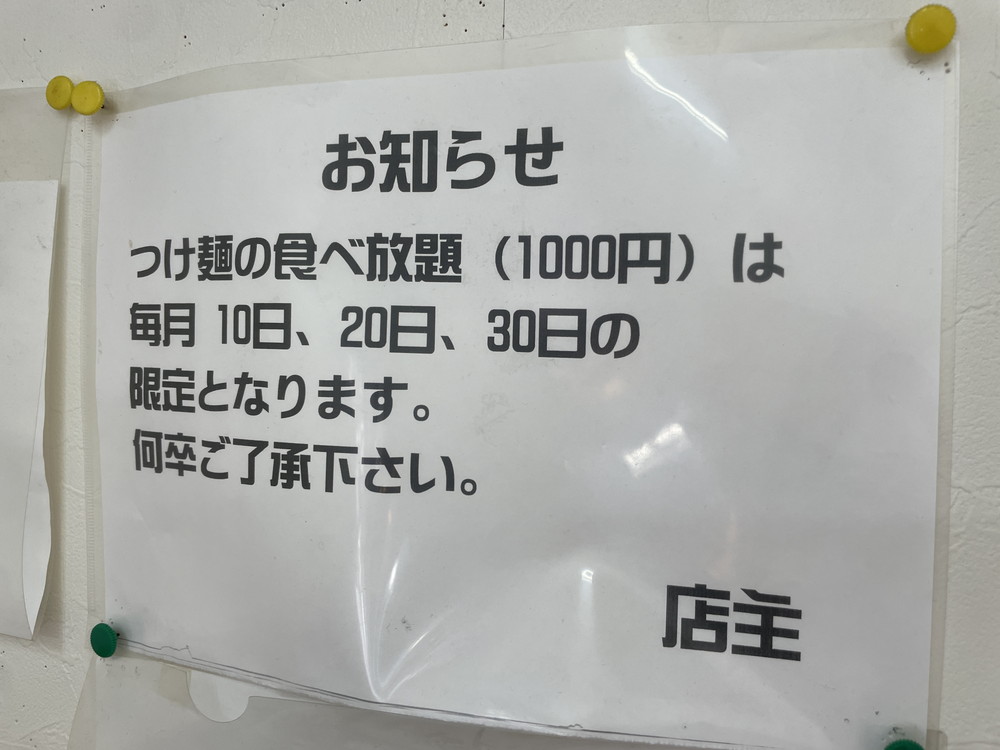 お知らせ
つけ麺の食べ放題（1000円）は
毎月 10日、20日、30日の
限定となります。
何卒ご了承下さい。
店主